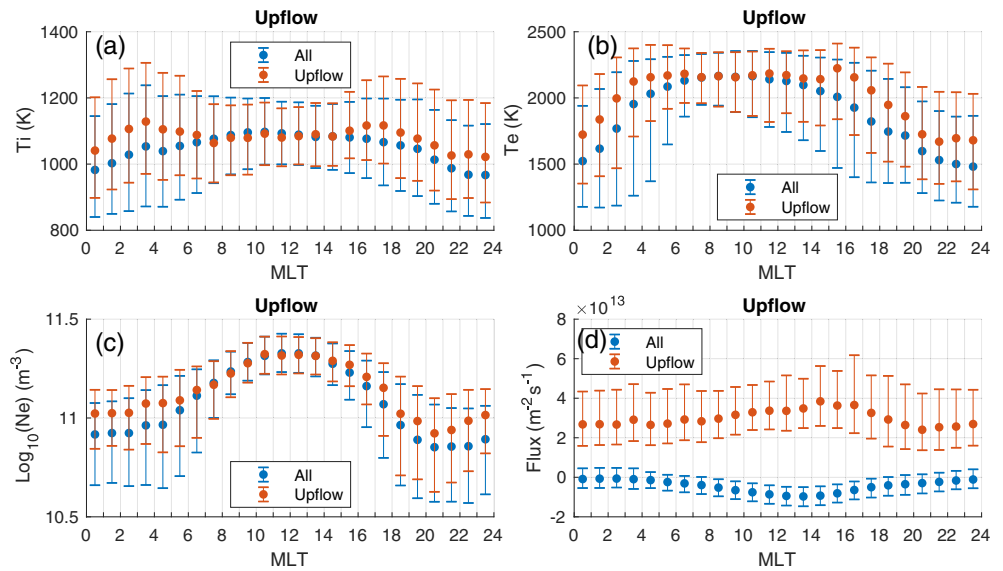 Upflow
(a)
All
Upflow
Ti (K)
1400
1200
1000
800
0 2 4 6 8 10 12 14 16 18 20 22 24
MLT
Upflow
(b)
All
Upflow
Te (K)
2500
2000
1500
1000
0 2 4 6 8 10 12 14 16 18 20 22 24
MLT
Upflow
(c)
All
Upflow
Log10(Ne) (m-3)
11.5
11
10.5
0 2 4 6 8 10 12 14 16 18 20 22 24
MLT
Upflow
×10^13
(d)
All
Upflow
Flux (m-2 s-1)
8
6
4
2
0
-2
0 2 4 6 8 10 12 14 16 18 20 22 24
MLT